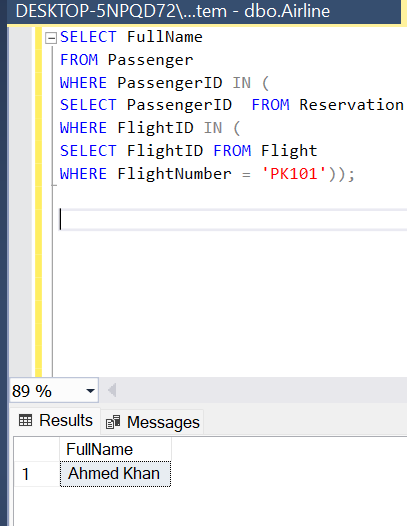 DESKTOP-5NPQD72\...tem - dbo.Airline
SELECT FullName
FROM Passenger
WHERE PassengerID IN (
SELECT PassengerID  FROM Reservation
WHERE FlightID IN (
SELECT FlightID FROM Flight
WHERE FlightNumber = 'PK101'));
89 %
Results Messages
FullName
1 Ahmed Khan